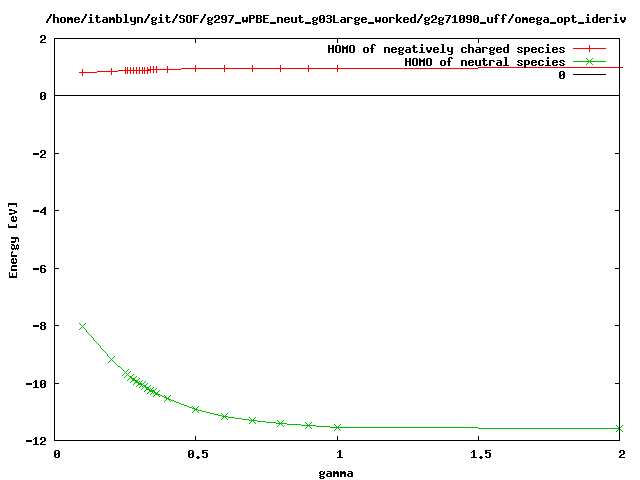 /home/itamblyn/git/SOF/g297_wPBE_neut_g03Large_worked/g2g71090_uff/omega_opt_ideriv
HOMO of negatively charged species
HOMO of neutral species
0
2
0
-2
-4
-6
-8
-10
-12
Energy [eV]
0 0.5 1 1.5 2
gamma